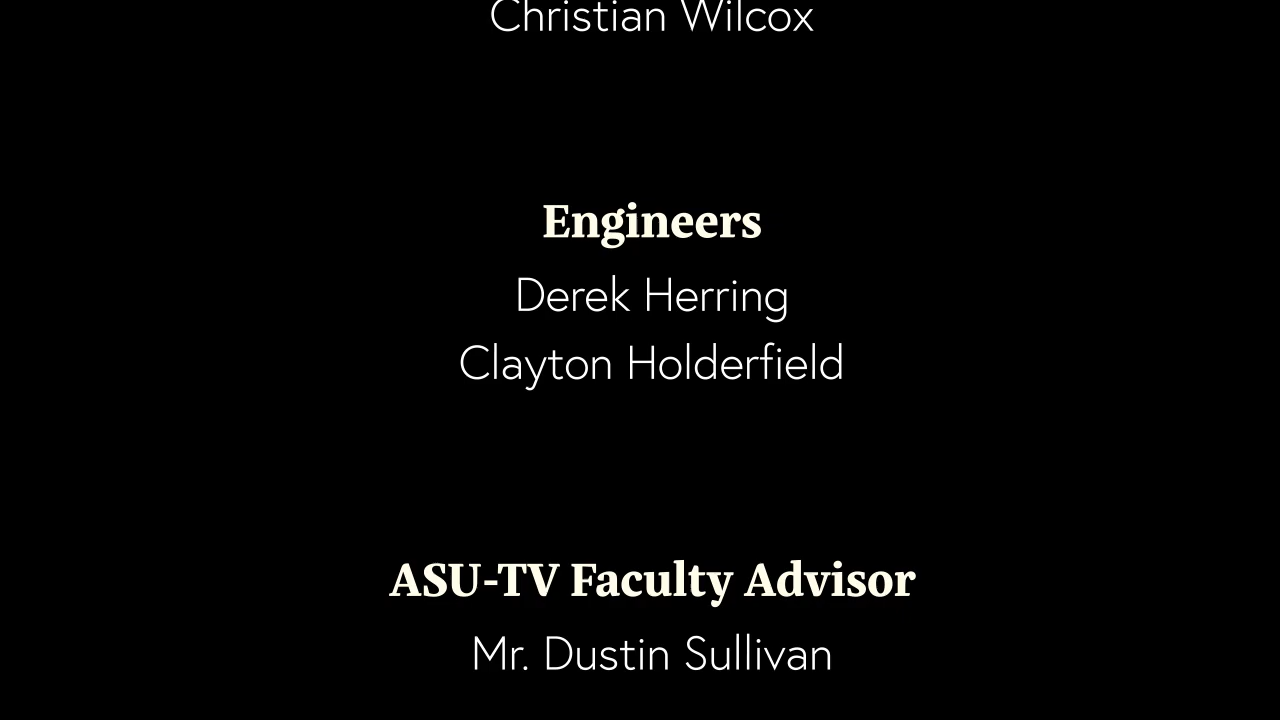 Christian Wilcox
Engineers
Derek Herring
Clayton Holderfield
ASU-TV Faculty Advisor
Mr. Dustin Sullivan